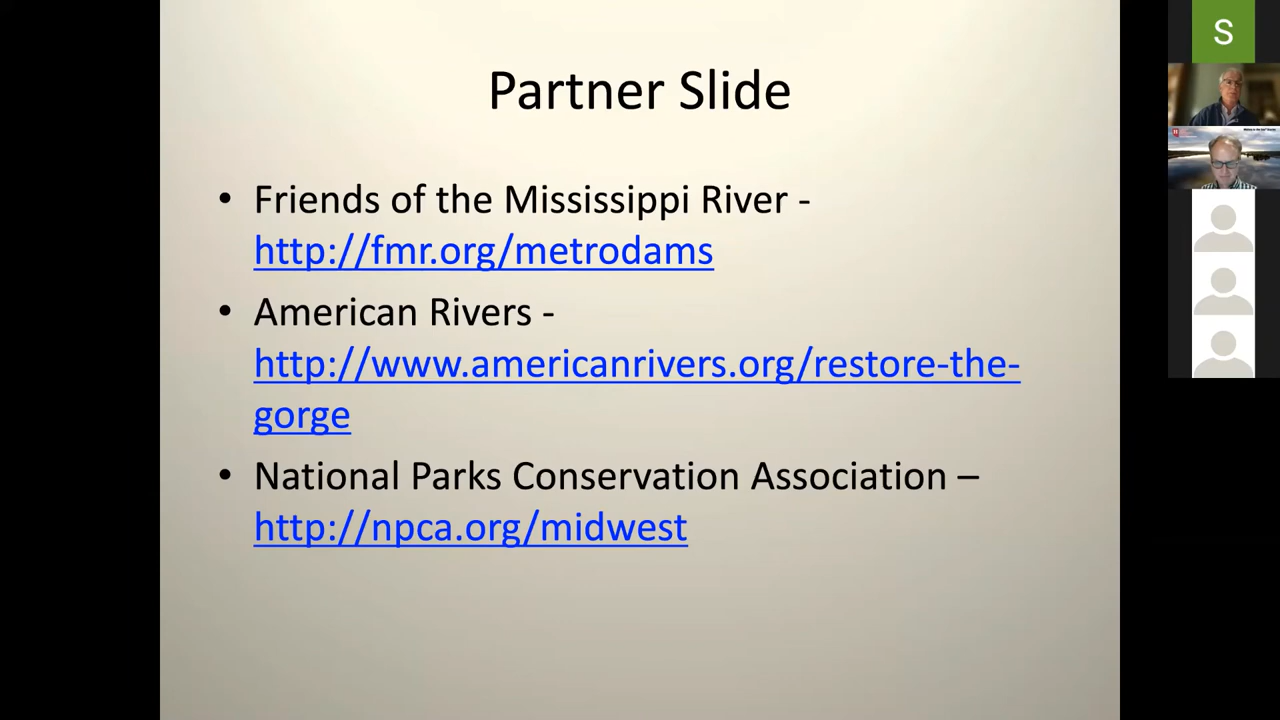 Partner Slide
• Friends of the Mississippi River -
http://fmr.org/metrodams
• American Rivers -
http://www.americanrivers.org/restore-the-
gorge
• National Parks Conservation Association –
http://npca.org/midwest
S